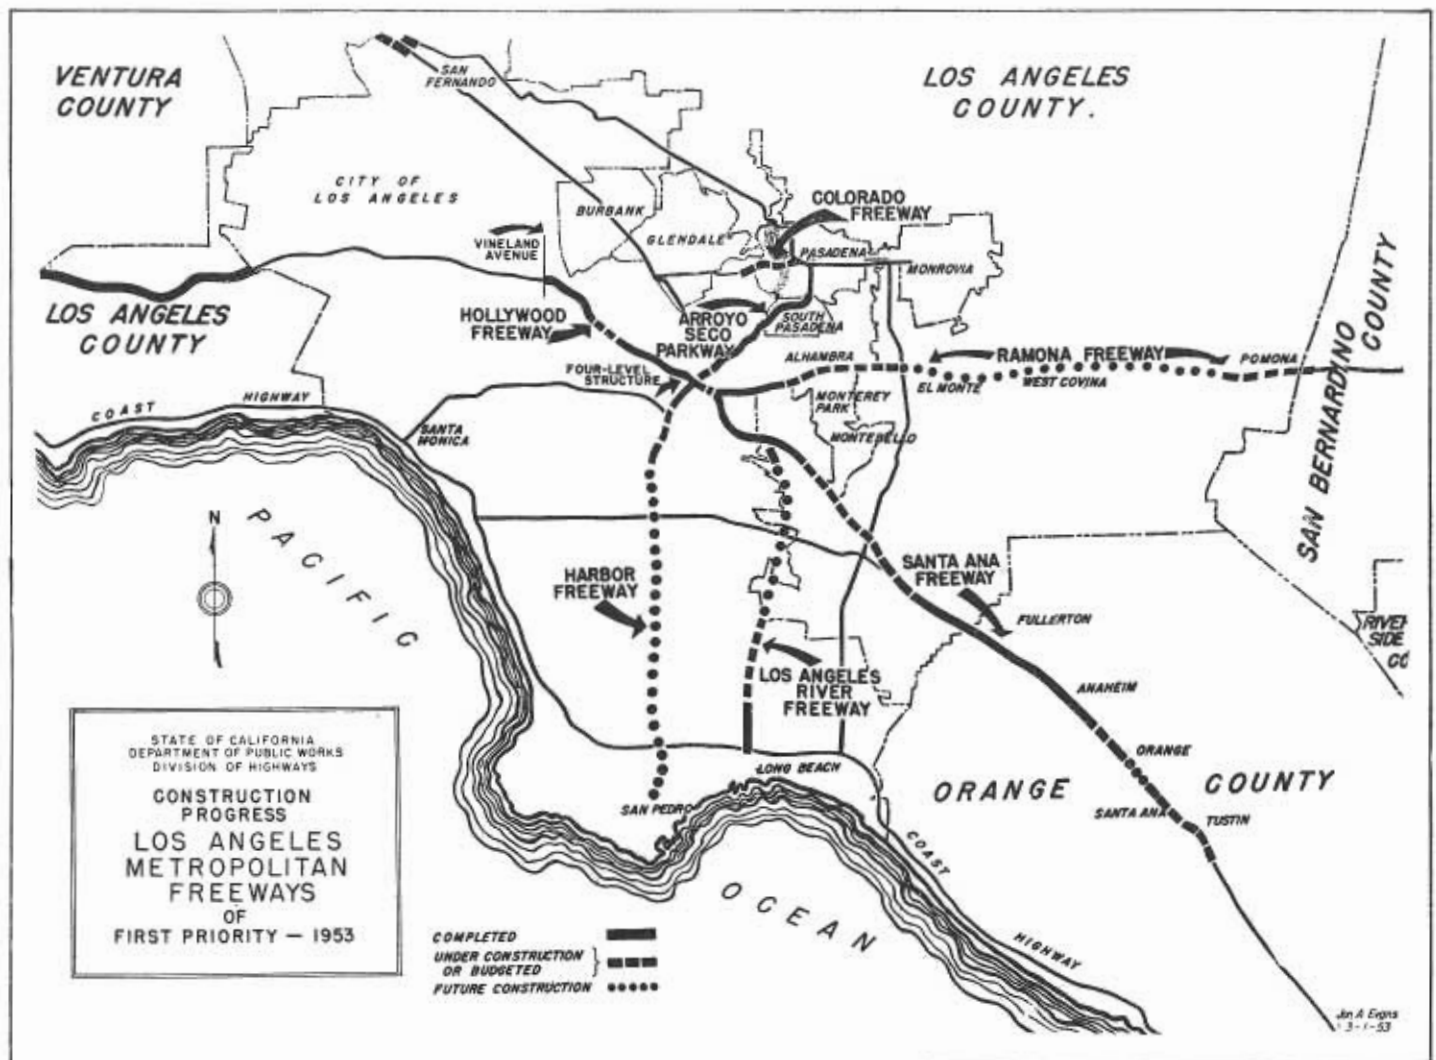 VENTURA
COUNTY
SAN
FERNANDO
LOS ANGELES
COUNTY.
CITY OF
LOS ANGELES
BURBANK
GLENDALE
VINELAND
AVENUE
COLORADO
FREEWAY
PASADENA
MONROVIA
LOS ANGELES
COUNTY
HOLLYWOOD
FREEWAY
ARROYO
SECO
PARKWAY
SOUTH
PASADENA
ALHAMBRA
RAMONA FREEWAY
POMONA
EL MONTE
WEST COVINA
SAN BERNARDINO
COUNTY
FOUR-LEVEL
STRUCTURE
MONTEREY
PARK
MONTEBELLO
COAST
HIGHWAY
SANTA
MONICA
N
PACIFIC
HARBOR
FREEWAY
SANTA ANA
FREEWAY
FULLERTON
RIVER
SIDE
CO
LOS ANGELES
RIVER
FREEWAY
ANAHEIM
ORANGE
LONG BEACH
SAN PEDRO
ORANGE
COUNTY
SANTA ANA
TUSTIN
COAST
HIGHWAY
OCEAN
STATE OF CALIFORNIA
DEPARTMENT OF PUBLIC WORKS
DIVISION OF HIGHWAYS
CONSTRUCTION
PROGRESS
LOS ANGELES
METROPOLITAN
FREEWAYS
OF
FIRST PRIORITY — 1953
COMPLETED
UNDER CONSTRUCTION
OR BUDGETED
FUTURE CONSTRUCTION
Jon A Evans
3-1-53